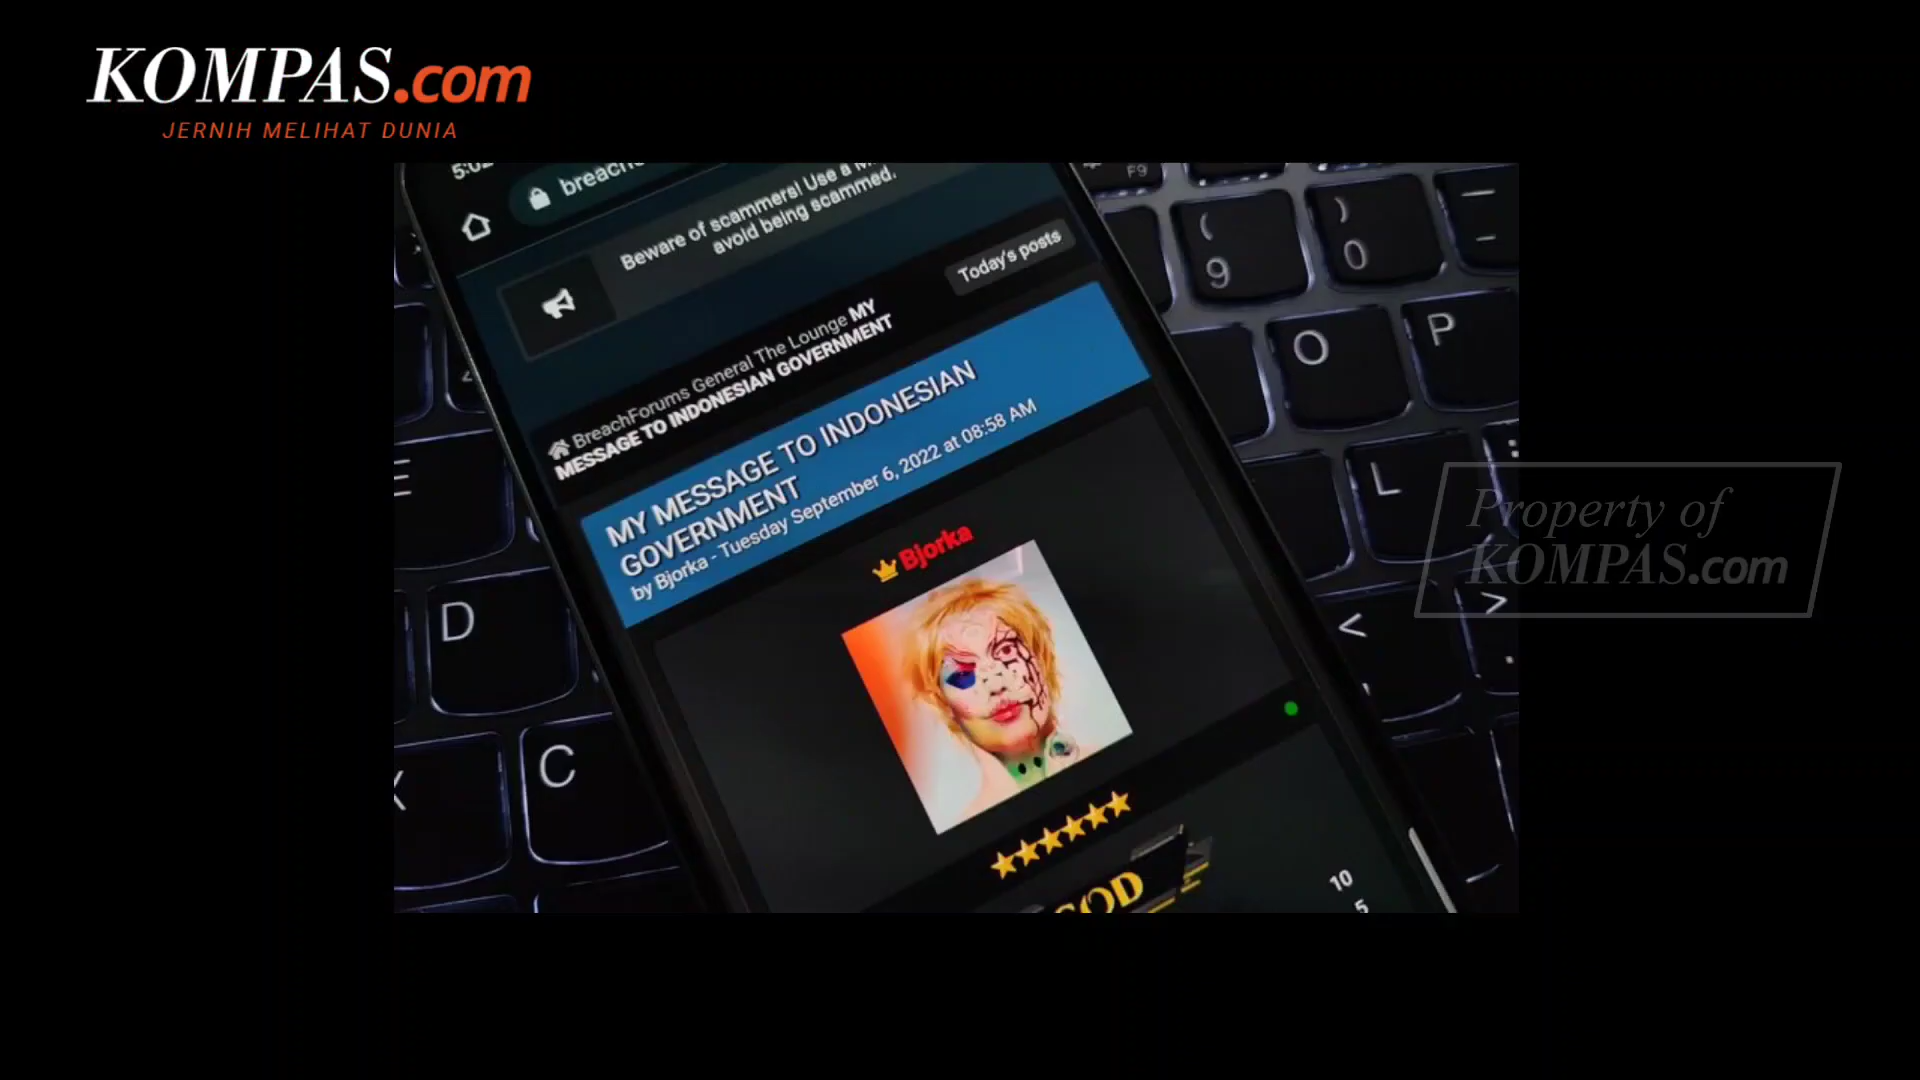 KOMPAS.com
JERNIH MELIHAT DUNIA
Beware of scammers! Use a
avoid being scammed.
Today's posts
BreachForums General The Lounge MY
MESSAGE TO INDONESIAN GOVERNMENT
MY MESSAGE TO INDONESIAN
GOVERNMENT
by Bjorka - Tuesday September 6, 2022 at 08:58 AM
Bjorka
10
5
F9
( 9
) 0
O
P
L
D
C
<
>
Property of
KOMPAS.com